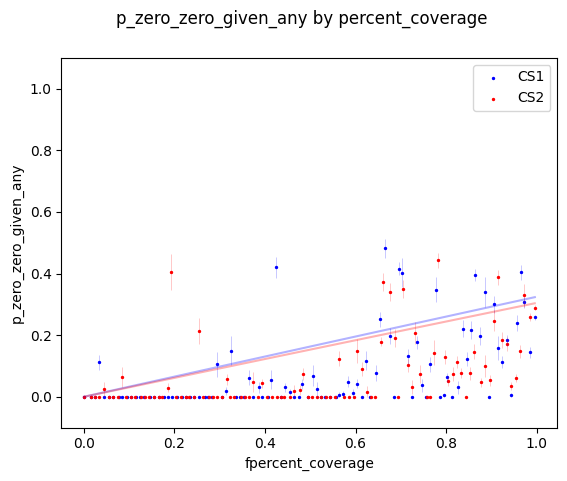 p_zero_zero_given_any by percent_coverage
CS1
CS2
1.0
0.8
0.6
0.4
0.2
0.0
p_zero_zero_given_any
0.0 0.2 0.4 0.6 0.8 1.0
fpercent_coverage